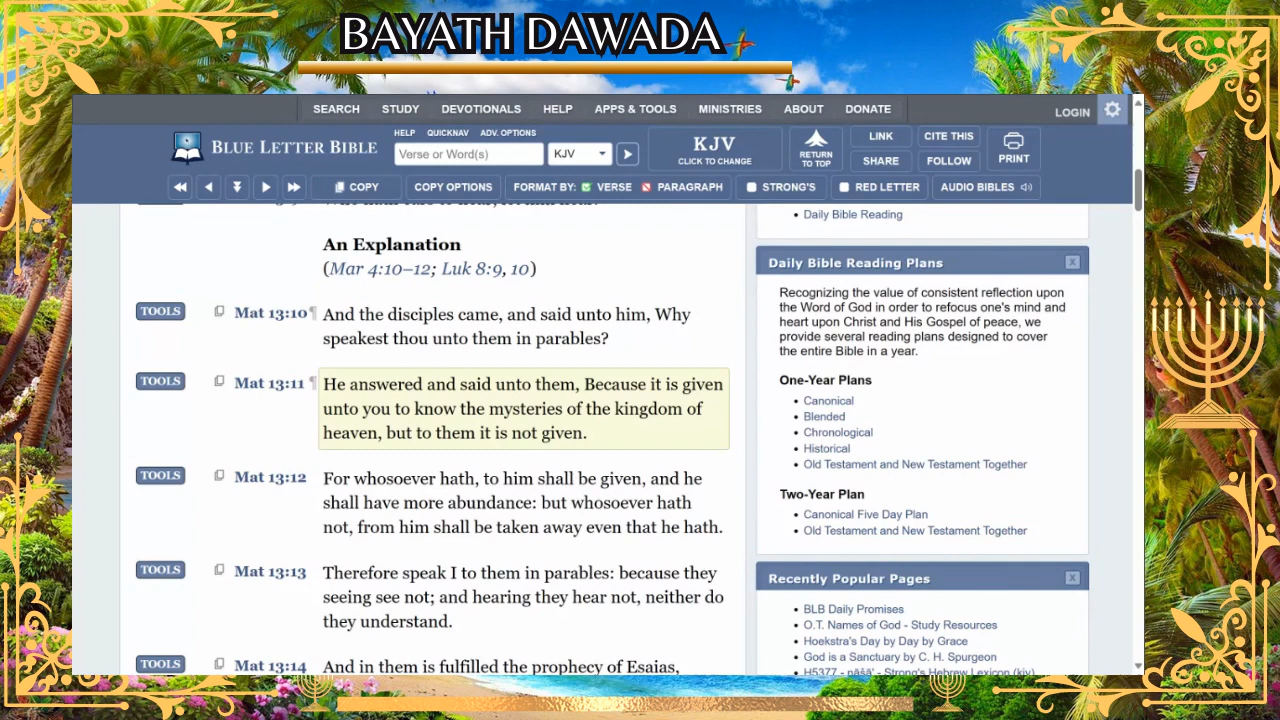 BAYATH DAWADA
SEARCH STUDY DEVOTIONALS HELP APPS & TOOLS MINISTRIES ABOUT DONATE
LOGIN
BLUE LETTER BIBLE
HELP QUICKNAV ADV. OPTIONS
Verse or Word(s)
KJV
KJV
CLICK TO CHANGE
RETURN
TO TOP
LINK
CITE THIS
SHARE
FOLLOW
PRINT
COPY
COPY OPTIONS
FORMAT BY: VERSE PARAGRAPH
STRONG'S
RED LETTER
AUDIO BIBLES
An Explanation
(Mar 4:10–12; Luk 8:9, 10)
TOOLS Mat 13:10 ¶ And the disciples came, and said unto him, Why
speakest thou unto them in parables?
TOOLS Mat 13:11 ¶ He answered and said unto them, Because it is given
unto you to know the mysteries of the kingdom of
heaven, but to them it is not given.
TOOLS Mat 13:12 For whosoever hath, to him shall be given, and he
shall have more abundance: but whosoever hath
not, from him shall be taken away even that he hath.
TOOLS Mat 13:13 Therefore speak I to them in parables: because they
seeing see not; and hearing they hear not, neither do
they understand.
TOOLS Mat 13:14 And in them is fulfilled the prophecy of Esaias,
• Daily Bible Reading
Daily Bible Reading Plans
Recognizing the value of consistent reflection upon
the Word of God in order to refocus one's mind and
heart upon Christ and His Gospel of peace, we
provide several reading plans designed to cover
the entire Bible in a year.
One-Year Plans
• Canonical
• Blended
• Chronological
• Historical
• Old Testament and New Testament Together
Two-Year Plan
• Canonical Five Day Plan
• Old Testament and New Testament Together
Recently Popular Pages
• BLB Daily Promises
• O.T. Names of God - Study Resources
• Hoekstra's Day by Day by Grace
• God is a Sanctuary by C. H. Spurgeon
• H5377 - nāšā' - Strong's Hebrew Lexicon (kjv)